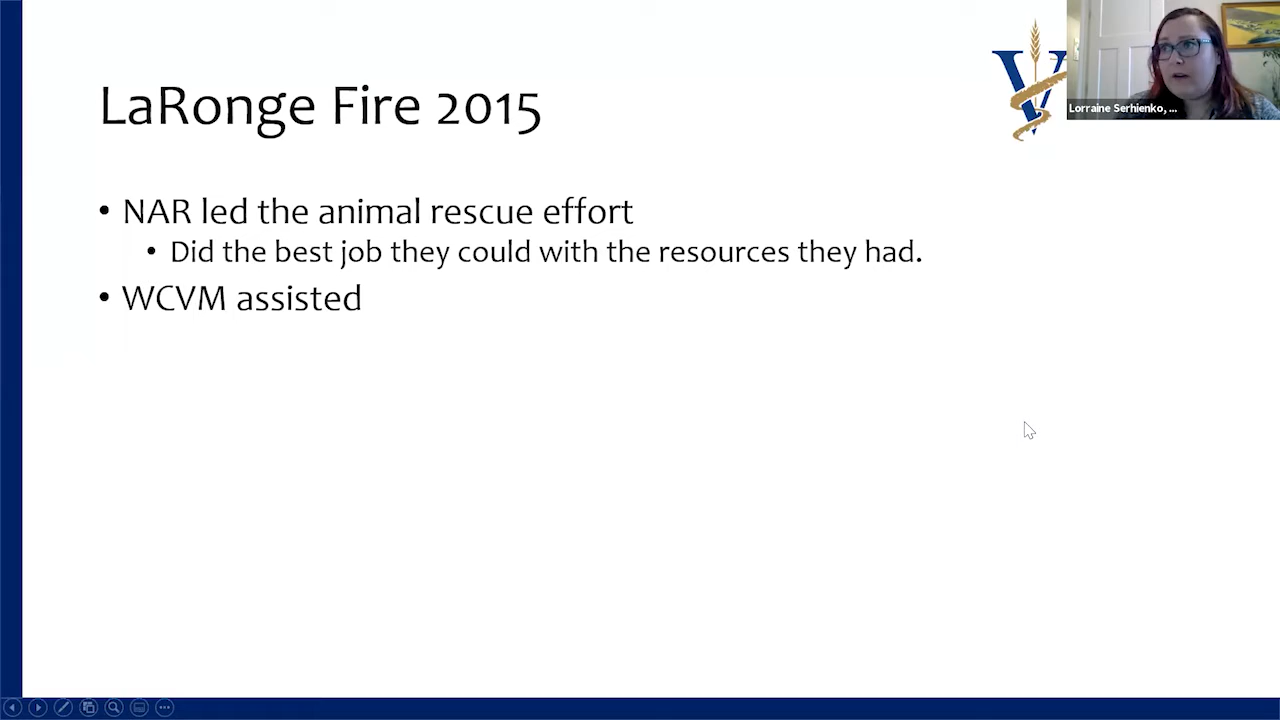 LaRonge Fire 2015
Lorraine Serhienko, ...
• NAR led the animal rescue effort
• Did the best job they could with the resources they had.
• WCVM assisted